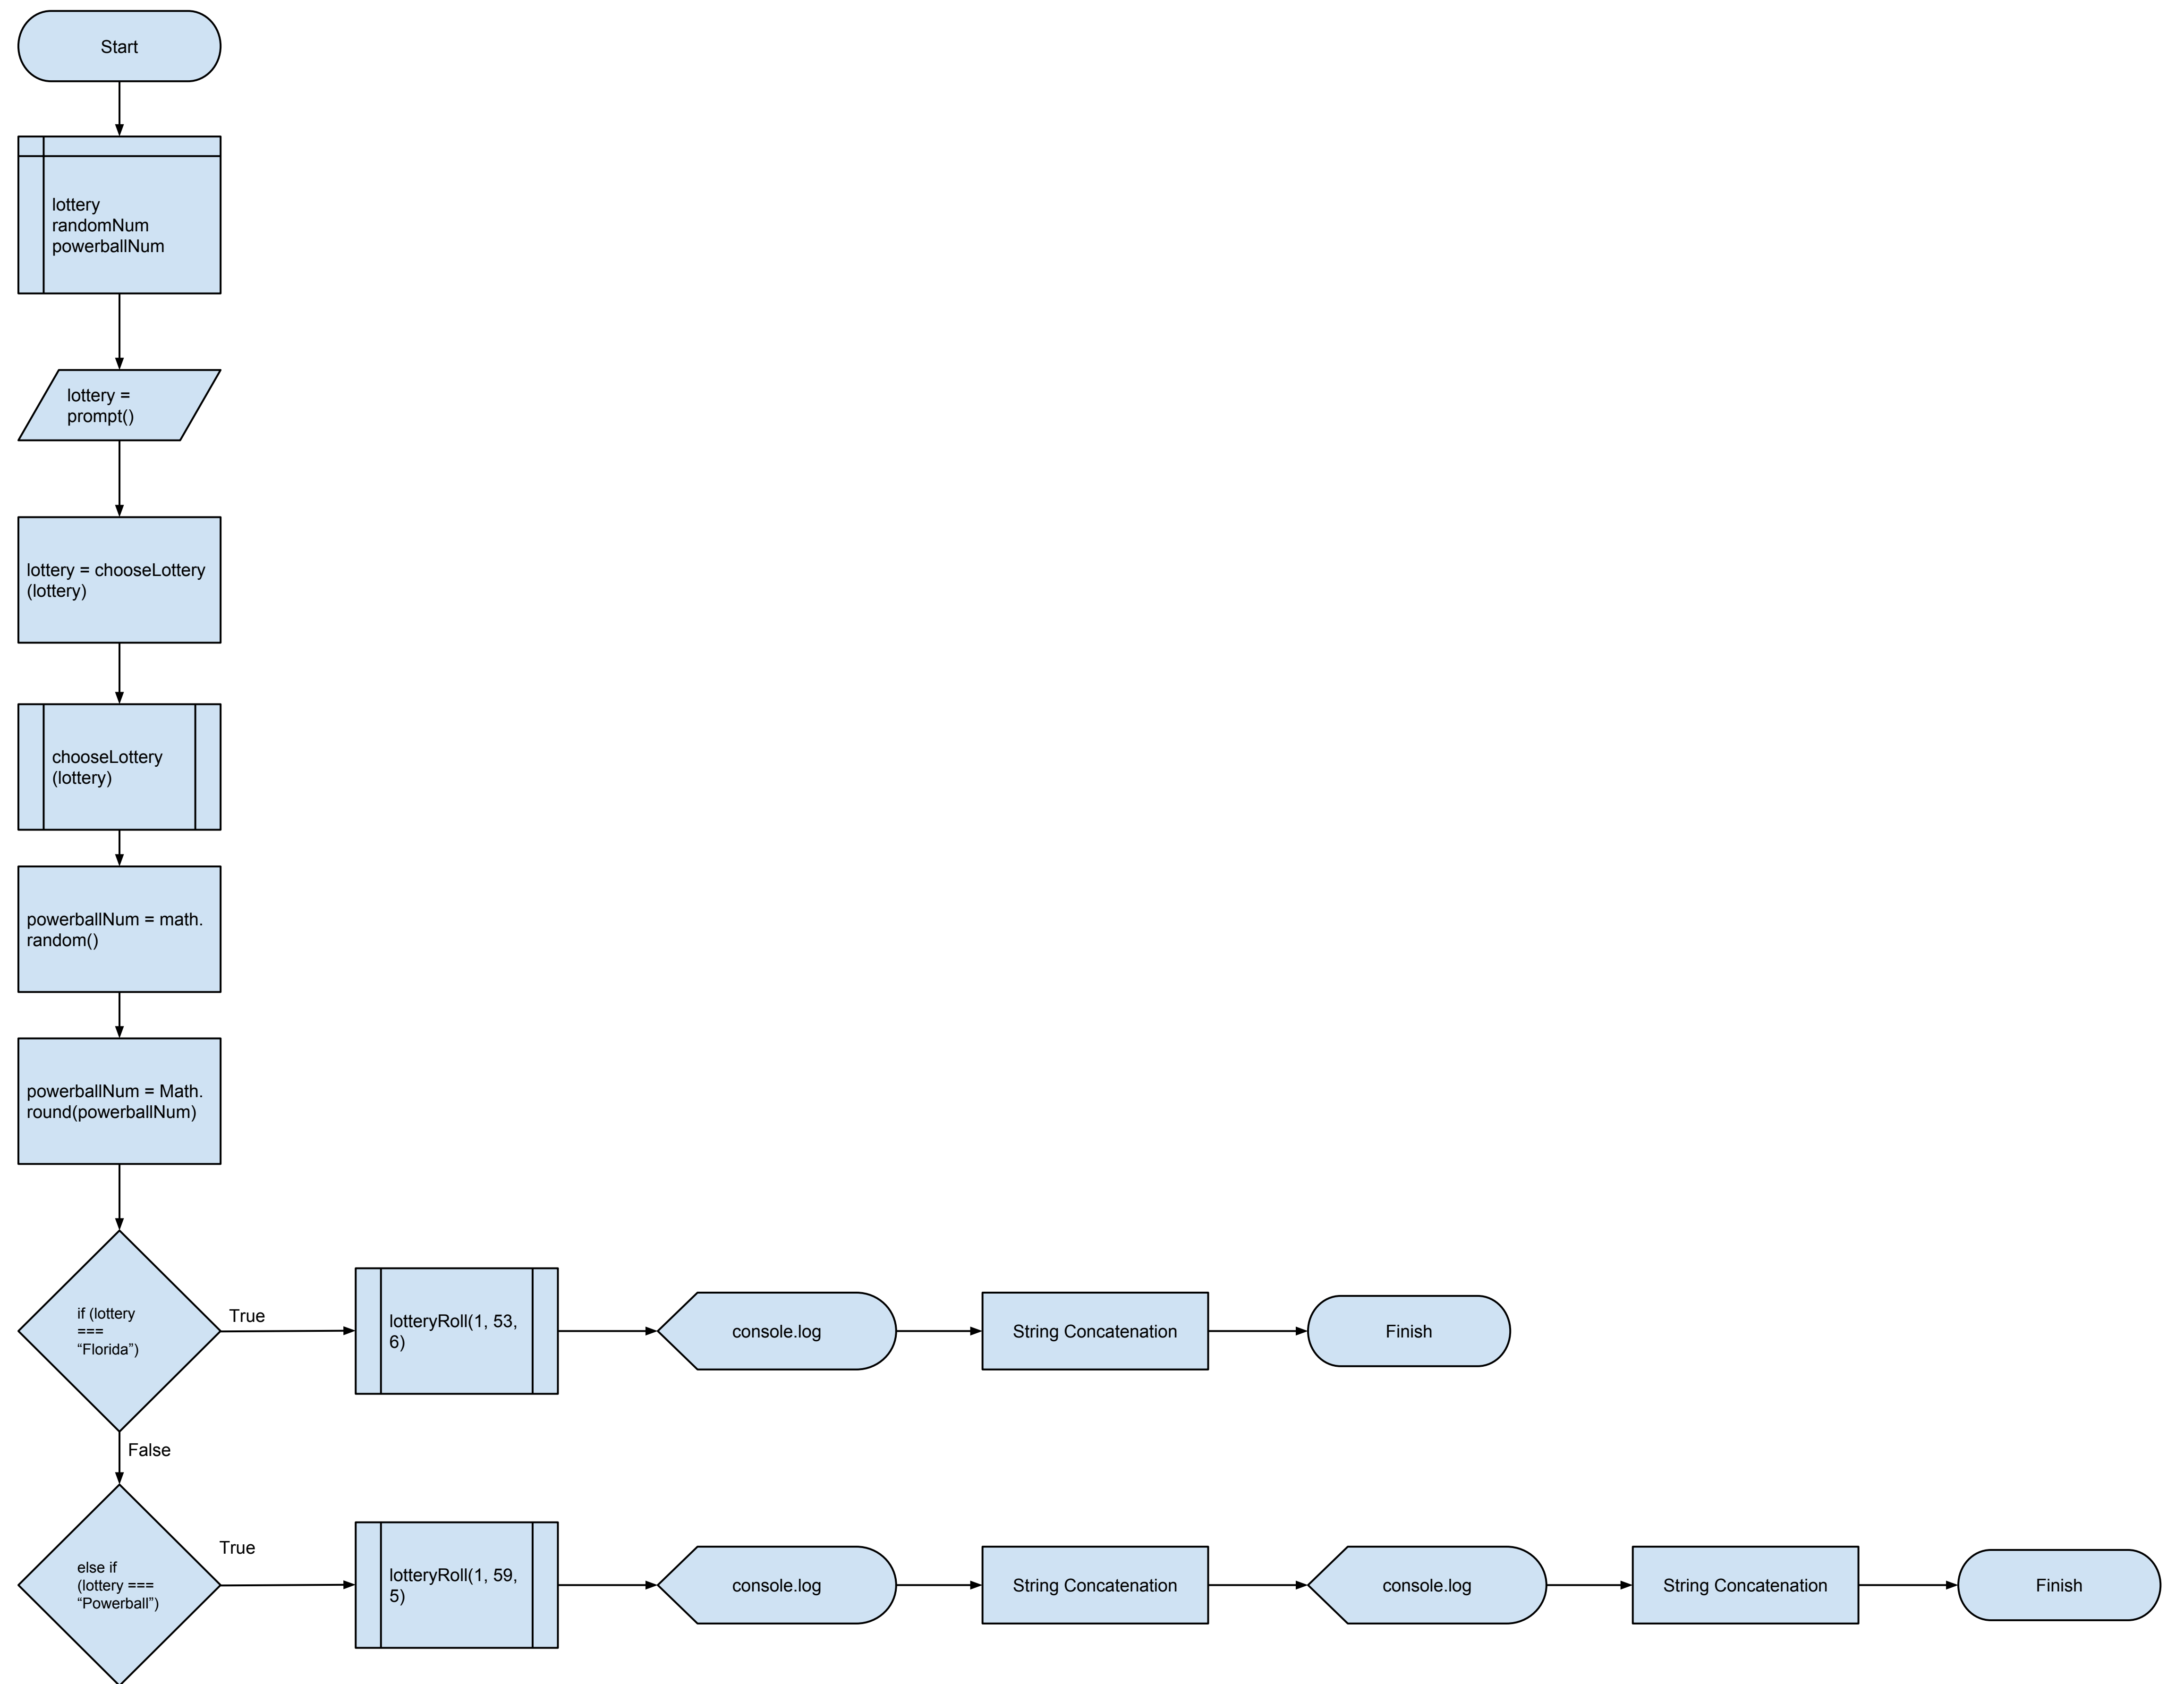 Start
lottery
randomNum
powerballNum
lottery =
prompt()
lottery = chooseLottery
(lottery)
chooseLottery
(lottery)
powerballNum = math.
random()
powerballNum = Math.
round(powerballNum)
if (lottery
===
“Florida”)
True
lotteryRoll(1, 53,
6)
console.log
String Concatenation
Finish
False
else if
(lottery ===
“Powerball”)
True
lotteryRoll(1, 59,
5)
console.log
String Concatenation
console.log
String Concatenation
Finish